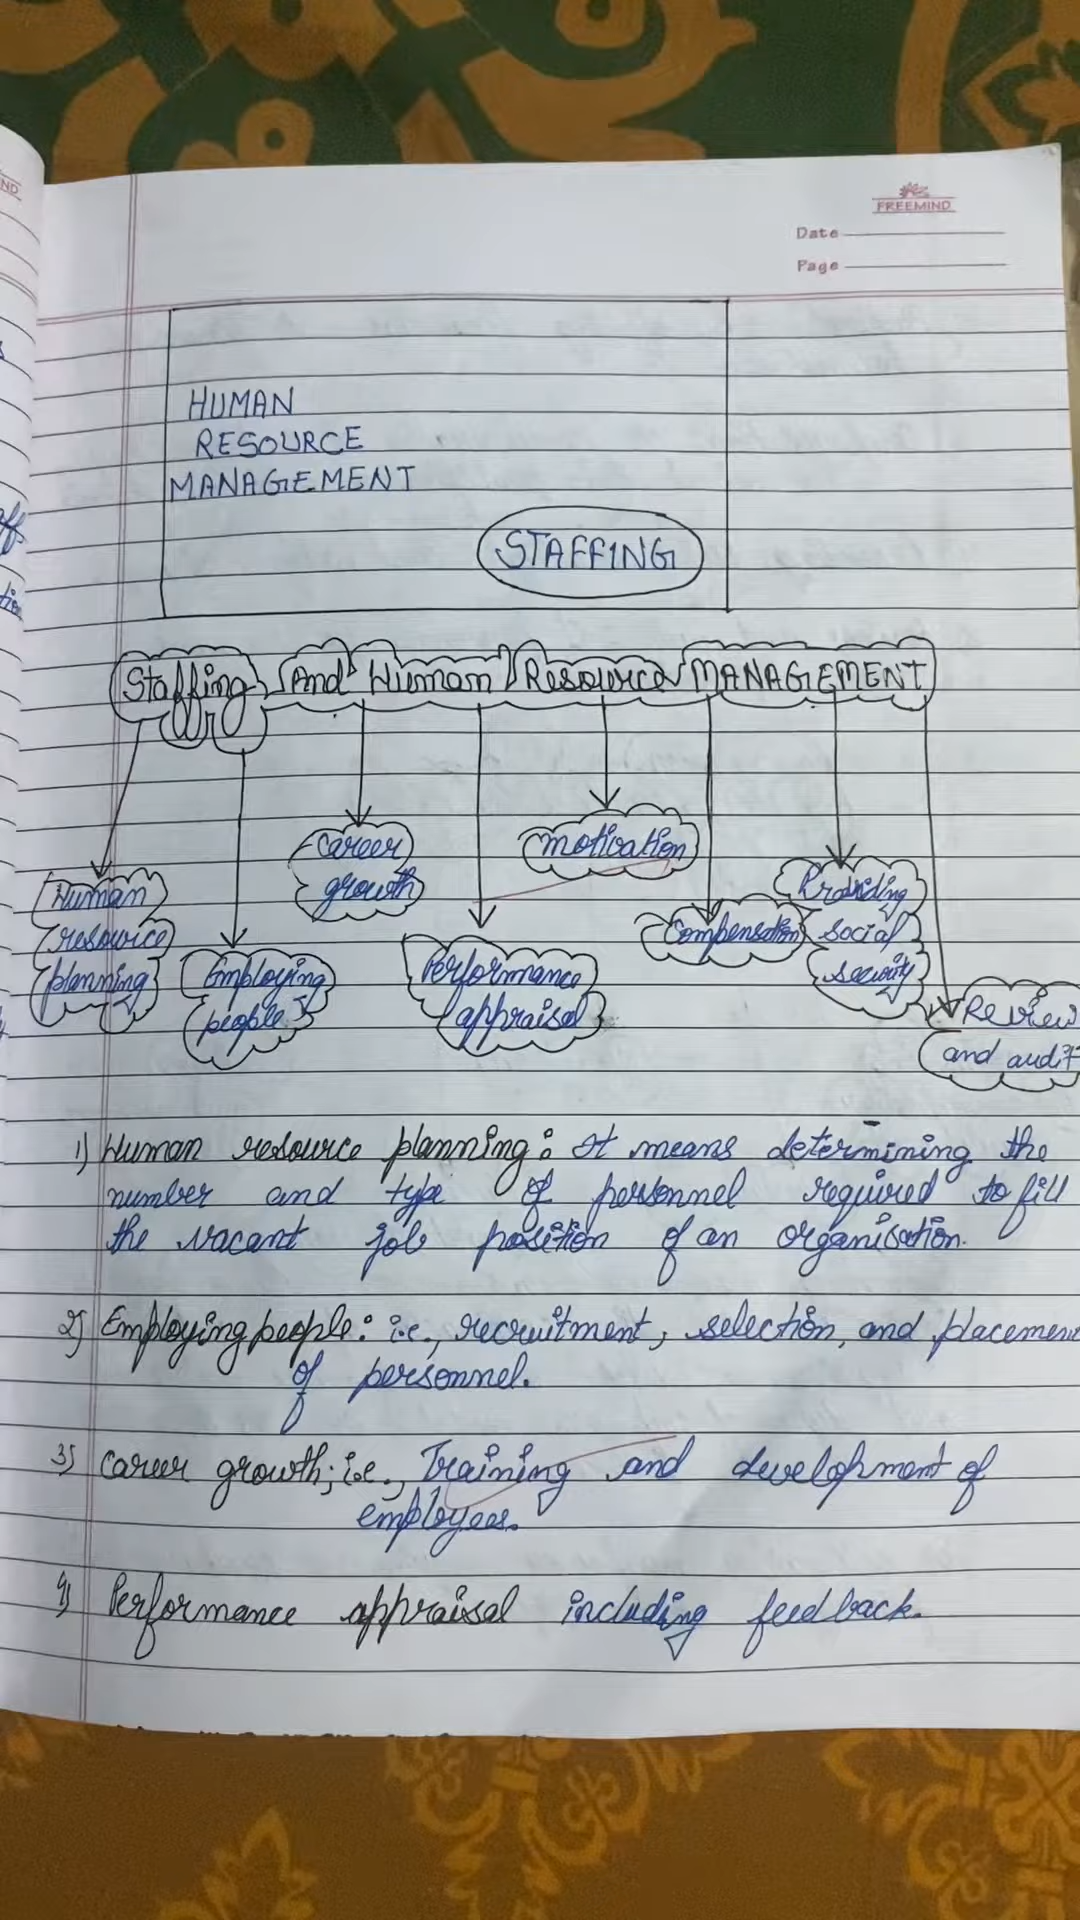 ND
FREEMIND
Date
Page
HUMAN
RESOURCE
MANAGEMENT
STAFFING
Staffing And Human Resource MANAGEMENT
Career
growth
motivation
Human
resource
planning
Employing
people
Performance
appraisal
Compensation
Providing
social
security
Review
and audit
1) Human resource planning: It means determining the
number and type of personnel required to fill
the vacant job position of an organisation.
2) Employing people: i.e., recruitment, selection, and placement
of personnel.
3) Career growth; i.e., Training and development of
employees.
4) Performance appraisal including feedback.